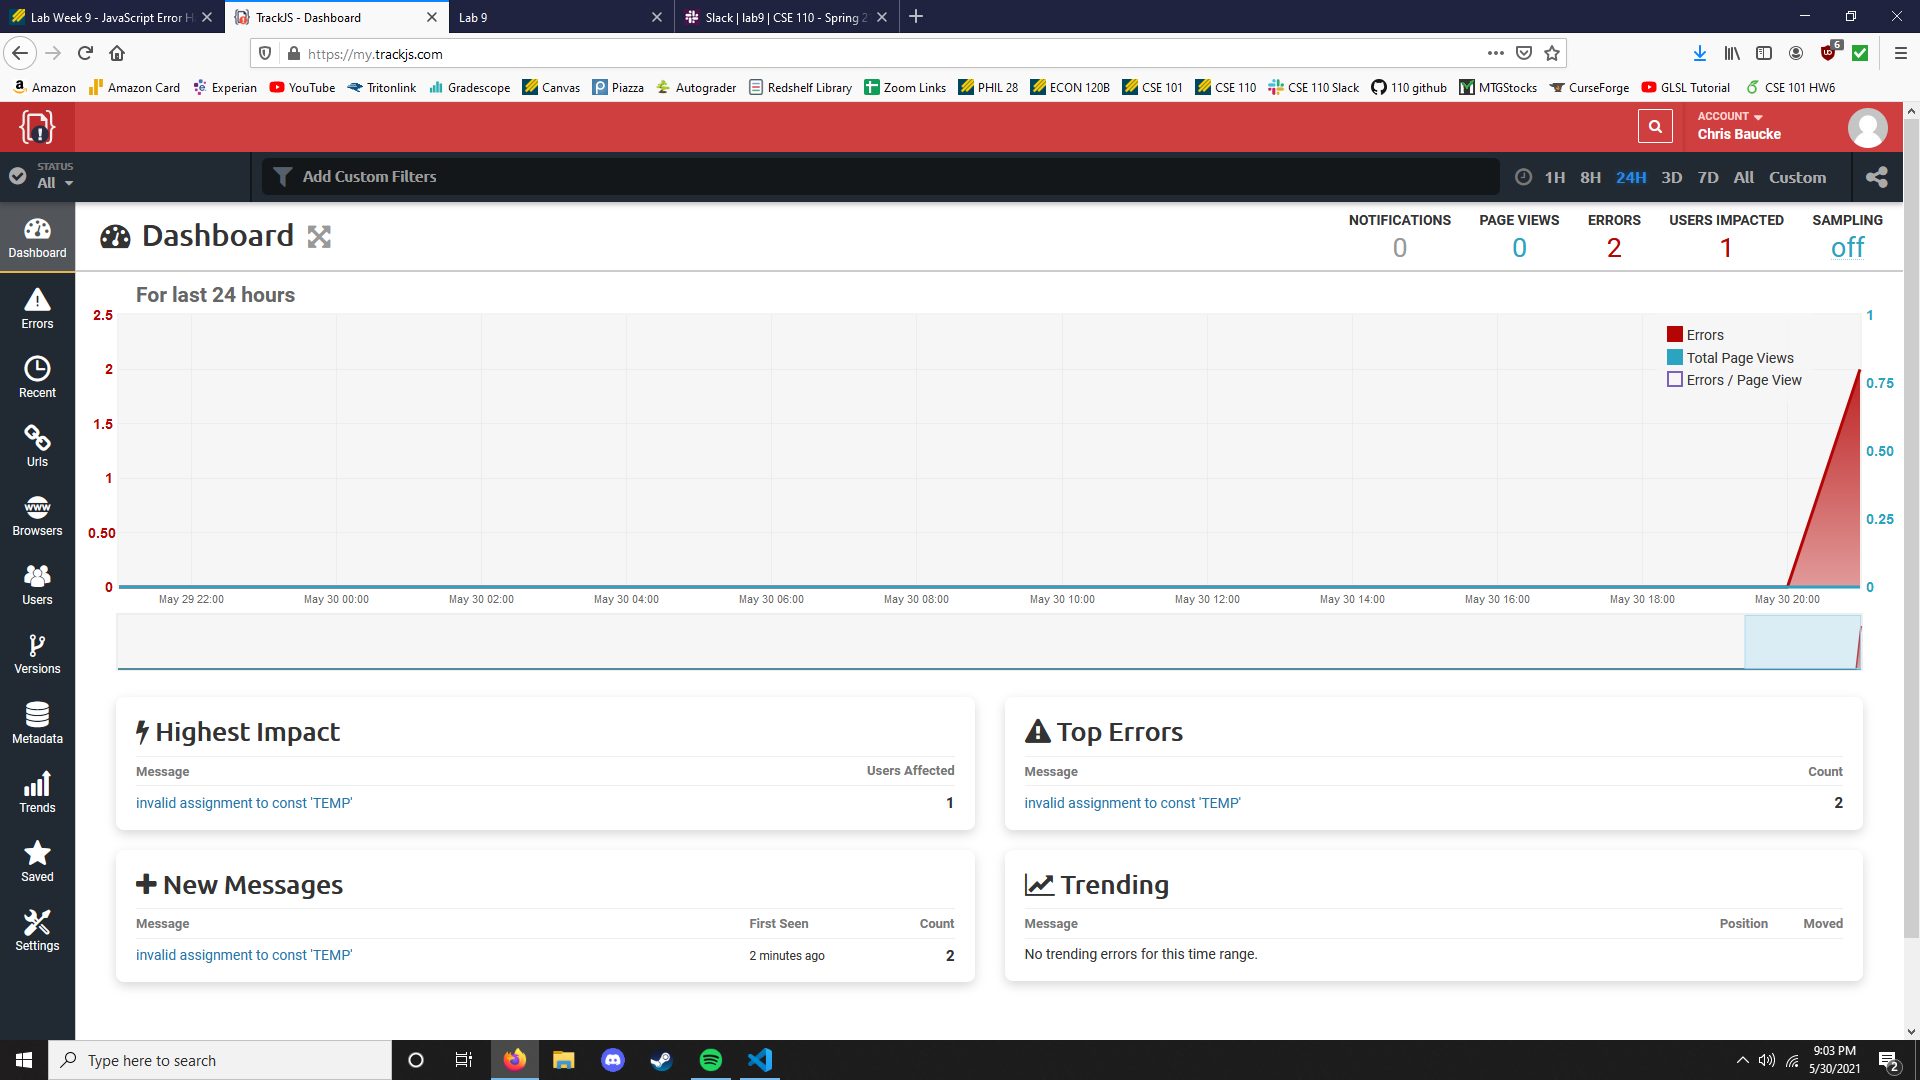 Lab Week 9 - JavaScript Error H
TrackJS - Dashboard
Lab 9
Slack | lab9 | CSE 110 - Spring 2
https://my.trackjs.com
6
Amazon
Amazon Card
Experian
YouTube
Tritonlink
Gradescope
Canvas
Piazza
Autograder
Redshelf Library
Zoom Links
PHIL 28
ECON 120B
CSE 101
CSE 110
CSE 110 Slack
110 github
MTGStocks
CurseForge
GLSL Tutorial
CSE 101 HW6
ACCOUNT
Chris Baucke
STATUS
All
Add Custom Filters
1H 8H 24H 3D 7D All Custom
Dashboard
Errors
Recent
Urls
www
Browsers
Users
Versions
Metadata
Trends
Saved
Settings
Dashboard
NOTIFICATIONS
0
PAGE VIEWS
0
ERRORS
2
USERS IMPACTED
1
SAMPLING
off
For last 24 hours
2.5
2
1.5
1
0.50
0
1
0.75
0.50
0.25
0
Errors
Total Page Views
Errors / Page View
May 29 22:00
May 30 00:00
May 30 02:00
May 30 04:00
May 30 06:00
May 30 08:00
May 30 10:00
May 30 12:00
May 30 14:00
May 30 16:00
May 30 18:00
May 30 20:00
Highest Impact
Message Users Affected
invalid assignment to const 'TEMP' 1
Top Errors
Message Count
invalid assignment to const 'TEMP' 2
New Messages
Message First Seen Count
invalid assignment to const 'TEMP' 2 minutes ago 2
Trending
Message Position Moved
No trending errors for this time range.
Type here to search
9:03 PM
5/30/2021
2